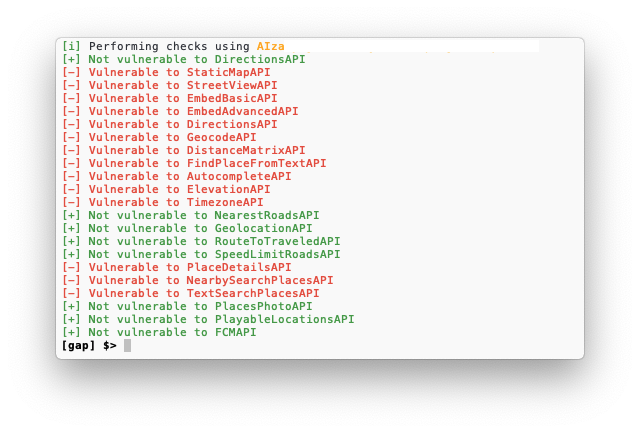 [i] Performing checks using AIza
[+] Not vulnerable to DirectionsAPI
[-] Vulnerable to StaticMapAPI
[-] Vulnerable to StreetViewAPI
[-] Vulnerable to EmbedBasicAPI
[-] Vulnerable to EmbedAdvancedAPI
[-] Vulnerable to DirectionsAPI
[-] Vulnerable to GeocodeAPI
[-] Vulnerable to DistanceMatrixAPI
[-] Vulnerable to FindPlaceFromTextAPI
[-] Vulnerable to AutocompleteAPI
[-] Vulnerable to ElevationAPI
[-] Vulnerable to TimezoneAPI
[+] Not vulnerable to NearestRoadsAPI
[+] Not vulnerable to GeolocationAPI
[+] Not vulnerable to RouteToTraveledAPI
[+] Not vulnerable to SpeedLimitRoadsAPI
[-] Vulnerable to PlaceDetailsAPI
[-] Vulnerable to NearbySearchPlacesAPI
[-] Vulnerable to TextSearchPlacesAPI
[+] Not vulnerable to PlacesPhotoAPI
[+] Not vulnerable to PlayableLocationsAPI
[+] Not vulnerable to FCMAPI
[gap] $>